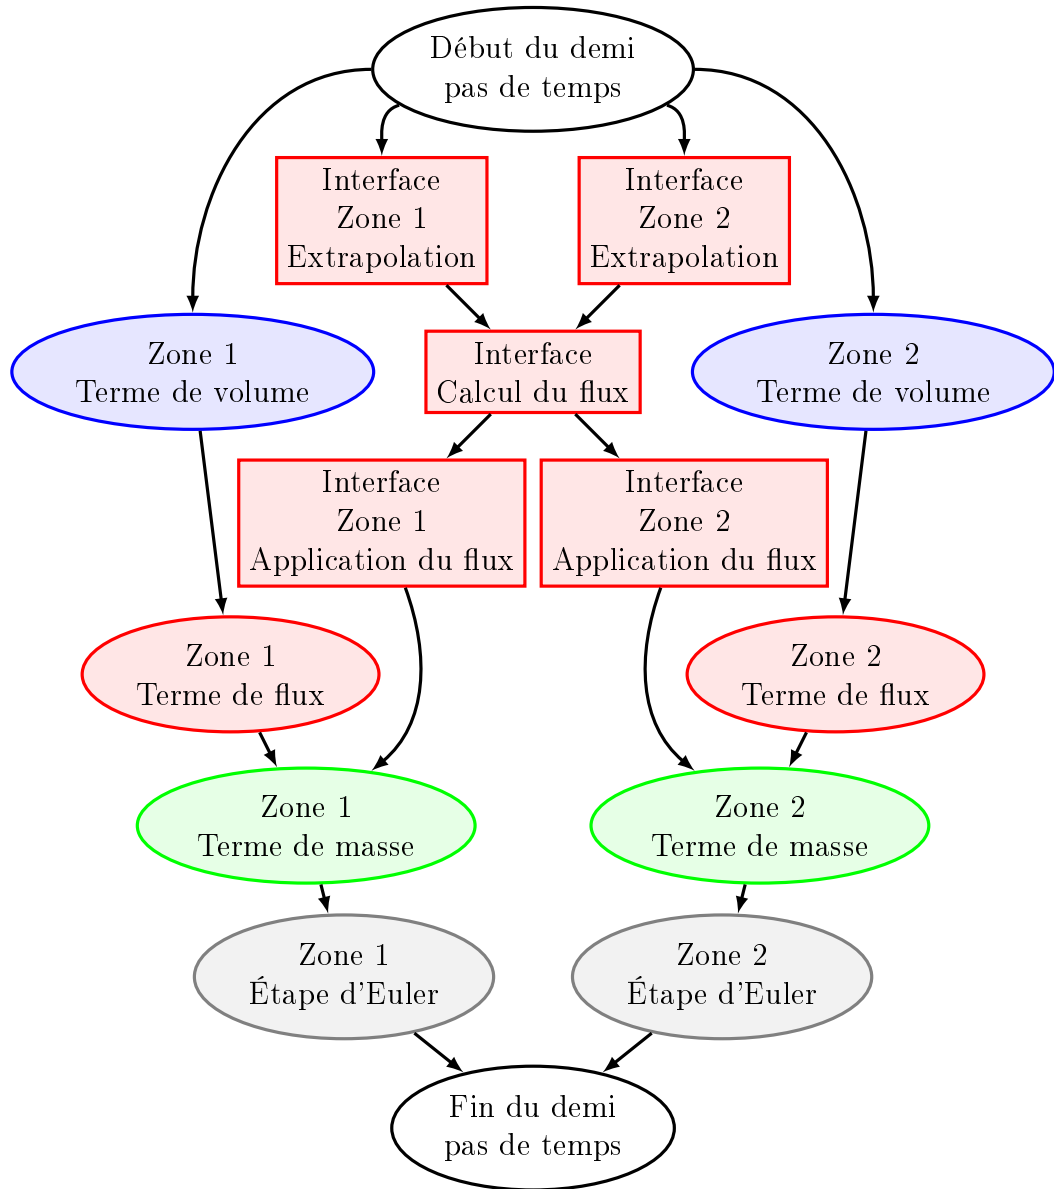 Début du demi
pas de temps
Interface
Zone 1
Extrapolation
Interface
Zone 2
Extrapolation
Zone 1
Terme de volume
Interface
Calcul du flux
Zone 2
Terme de volume
Interface
Zone 1
Application du flux
Interface
Zone 2
Application du flux
Zone 1
Terme de flux
Zone 2
Terme de flux
Zone 1
Terme de masse
Zone 2
Terme de masse
Zone 1
Étape d'Euler
Zone 2
Étape d'Euler
Fin du demi
pas de temps